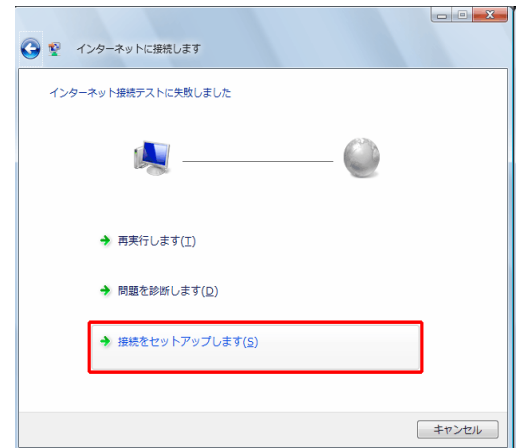 インターネットに接続します
インターネット接続テストに失敗しました
再実行します(T)
問題を診断します(D)
接続をセットアップします(S)
キャンセル